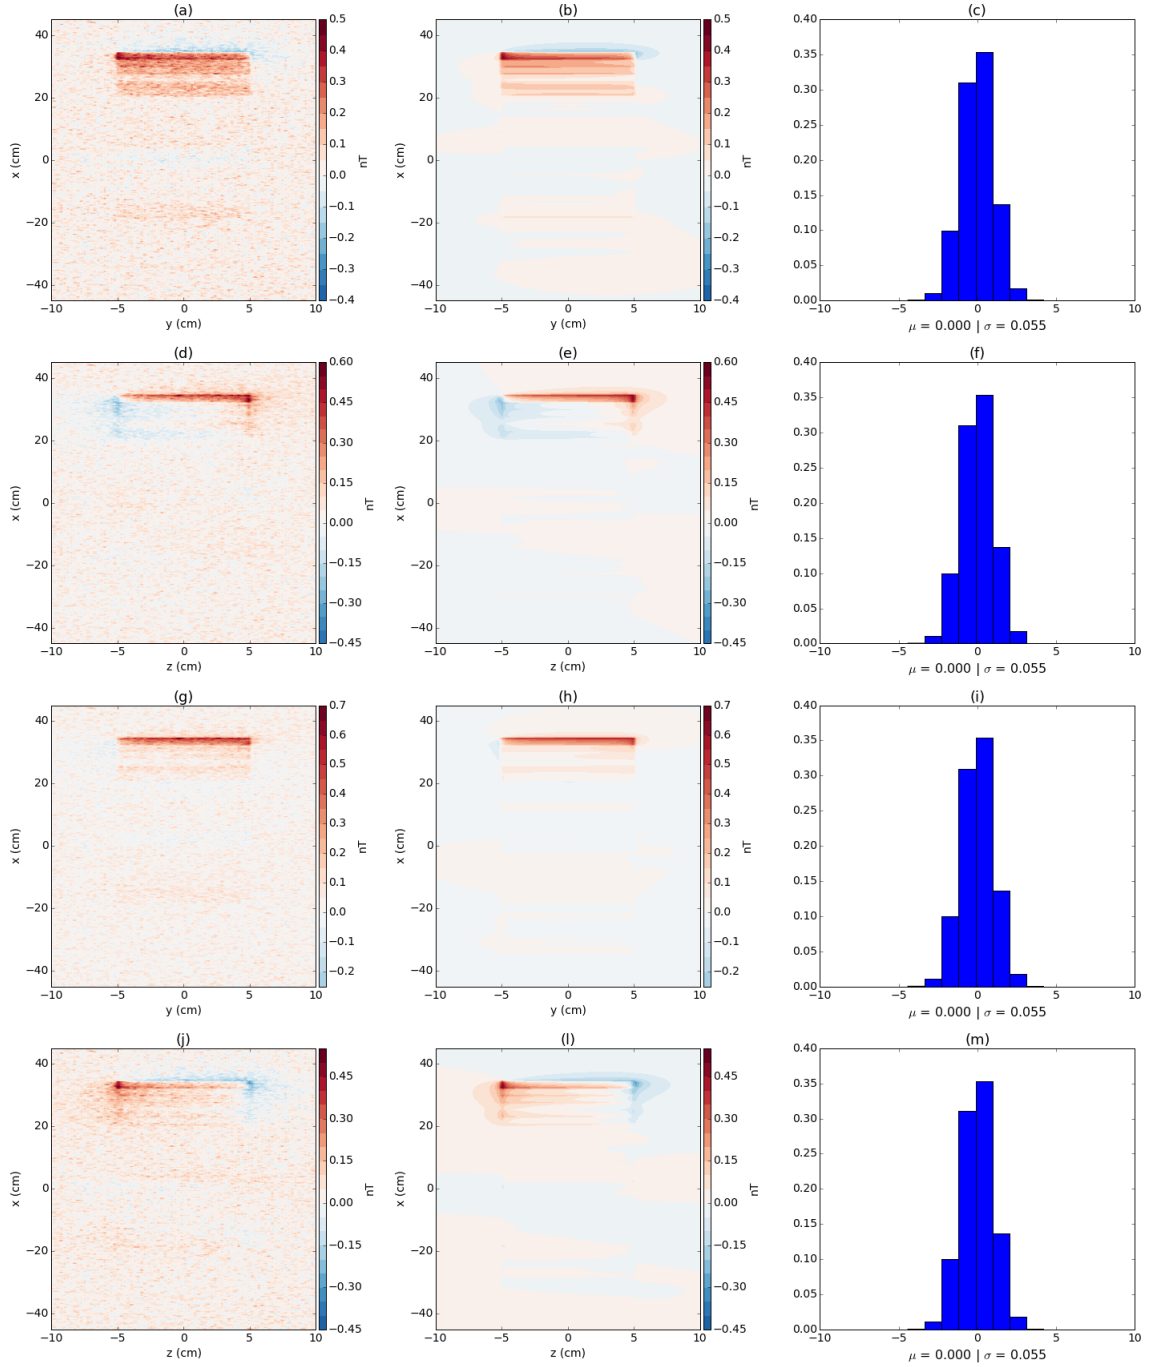 (a) (b) (c)
40 20 0 −20 −40
x (cm)
−10 −5 0 5 10
y (cm)
0.5 0.4 0.3 0.2 0.1 0.0 −0.1 −0.2 −0.3 −0.4
nT
40 20 0 −20 −40
x (cm)
−10 −5 0 5 10
y (cm)
0.5 0.4 0.3 0.2 0.1 0.0 −0.1 −0.2 −0.3 −0.4
nT
0.40 0.35 0.30 0.25 0.20 0.15 0.10 0.05 0.00
−10 −5 0 5 10
μ = 0.000 | σ = 0.055
(d) (e) (f)
40 20 0 −20 −40
x (cm)
−10 −5 0 5 10
z (cm)
0.60 0.45 0.30 0.15 0.00 −0.15 −0.30 −0.45
nT
40 20 0 −20 −40
x (cm)
−10 −5 0 5 10
z (cm)
0.60 0.45 0.30 0.15 0.00 −0.15 −0.30 −0.45
nT
0.40 0.35 0.30 0.25 0.20 0.15 0.10 0.05 0.00
−10 −5 0 5 10
μ = 0.000 | σ = 0.055
(g) (h) (i)
40 20 0 −20 −40
x (cm)
−10 −5 0 5 10
y (cm)
0.7 0.6 0.5 0.4 0.3 0.2 0.1 0.0 −0.1 −0.2
nT
40 20 0 −20 −40
x (cm)
−10 −5 0 5 10
y (cm)
0.7 0.6 0.5 0.4 0.3 0.2 0.1 0.0 −0.1 −0.2
nT
0.40 0.35 0.30 0.25 0.20 0.15 0.10 0.05 0.00
−10 −5 0 5 10
μ = 0.000 | σ = 0.055
(j) (l) (m)
40 20 0 −20 −40
x (cm)
−10 −5 0 5 10
z (cm)
0.45 0.30 0.15 0.00 −0.15 −0.30 −0.45
nT
40 20 0 −20 −40
x (cm)
−10 −5 0 5 10
z (cm)
0.45 0.30 0.15 0.00 −0.15 −0.30 −0.45
nT
0.40 0.35 0.30 0.25 0.20 0.15 0.10 0.05 0.00
−10 −5 0 5 10
μ = 0.000 | σ = 0.055